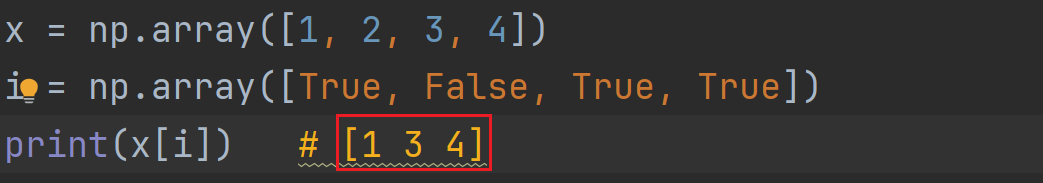 x = np.array([1, 2, 3, 4])
i = np.array([True, False, True, True])
print(x[i])   # [1 3 4]